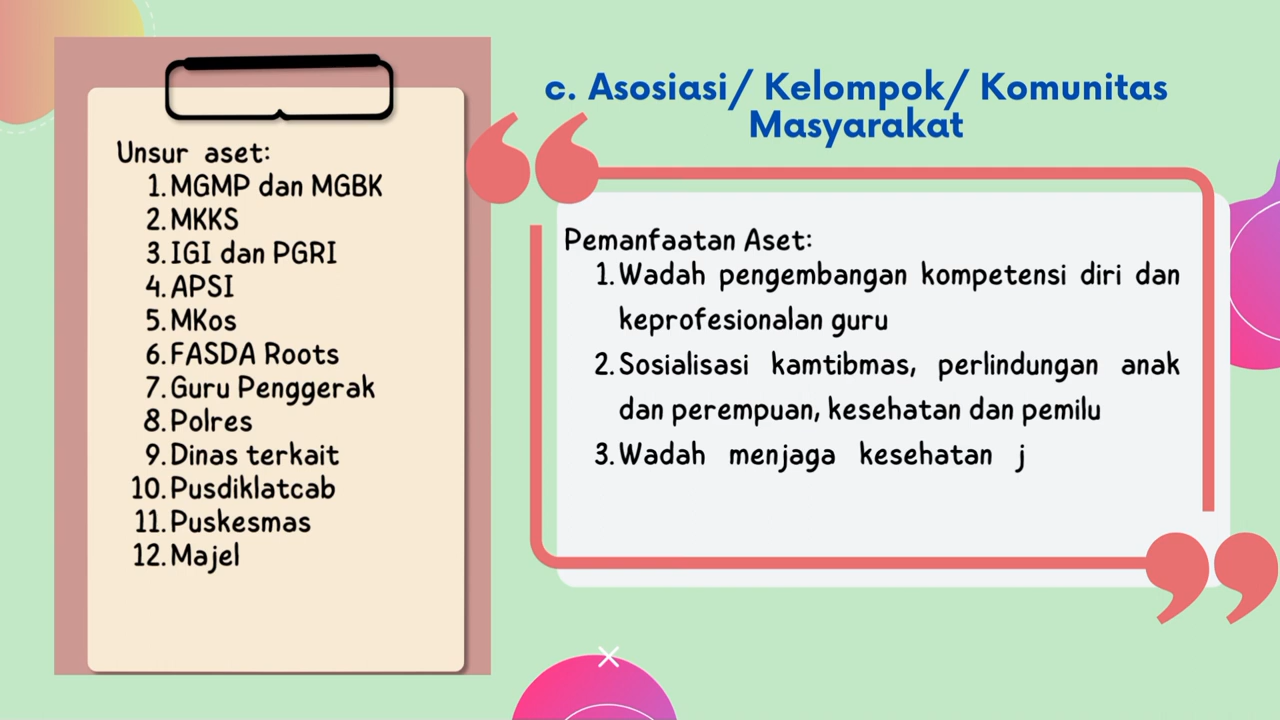 c. Asosiasi/ Kelompok/ Komunitas
Masyarakat
Unsur aset:
1. MGMP dan MGBK
2. MKKS
3. IGI dan PGRI
4. APSI
5. MKos
6. FASDA Roots
7. Guru Penggerak
8. Polres
9. Dinas terkait
10. Pusdiklatcab
11. Puskesmas
12. Majel
Pemanfaatan Aset:
1. Wadah pengembangan kompetensi diri dan
keprofesionalan guru
2. Sosialisasi kamtibmas, perlindungan anak
dan perempuan, kesehatan dan pemilu
3. Wadah menjaga kesehatan j